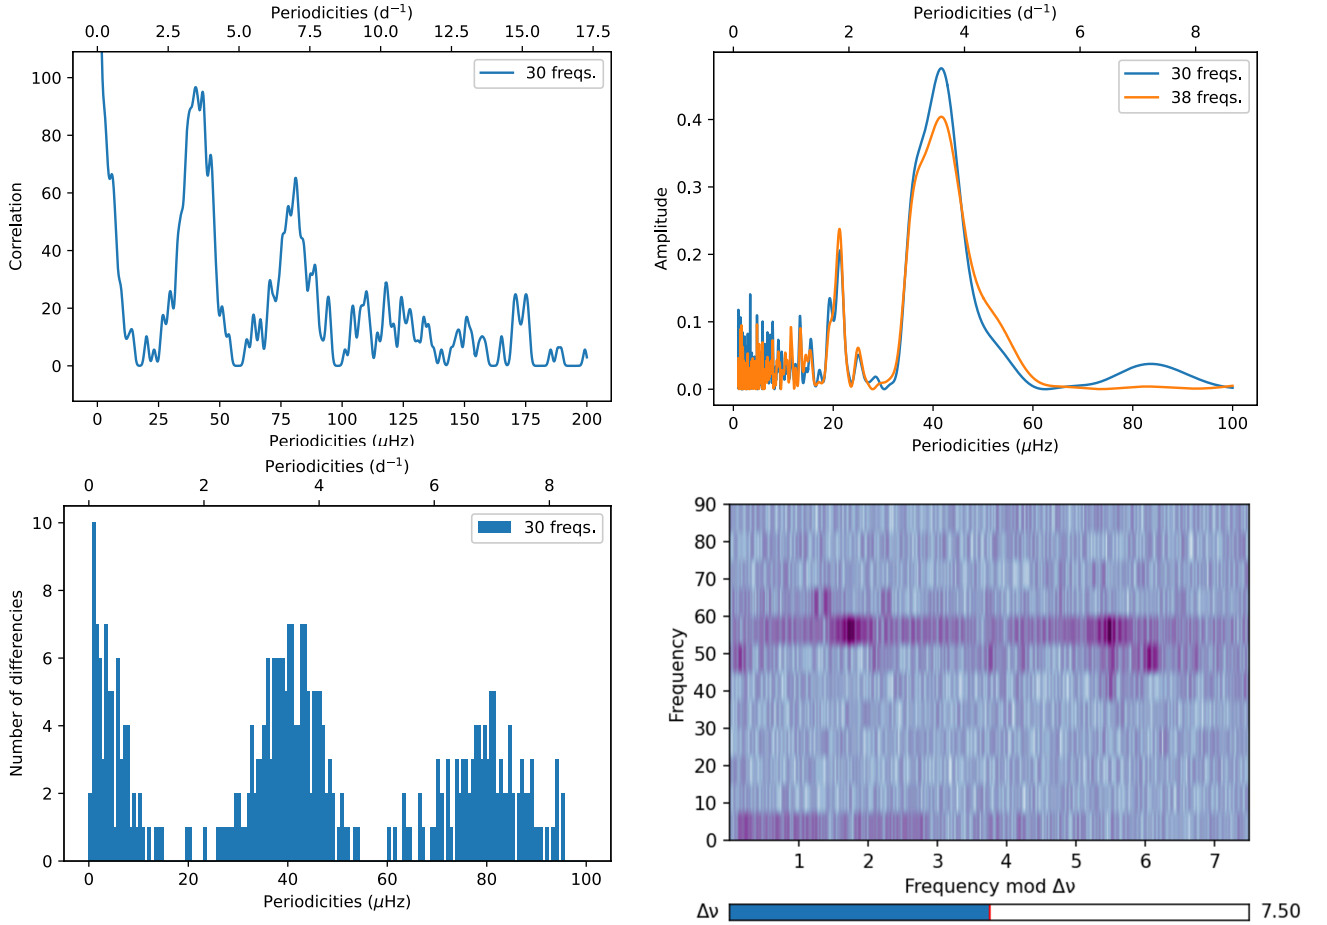 Periodicities (d⁻¹)
0.0 2.5 5.0 7.5 10.0 12.5 15.0 17.5
30 freqs.
Correlation
100
80
60
40
20
0
0 25 50 75 100 125 150 175 200
Periodicities (μHz)
Periodicities (d⁻¹)
0 2 4 6 8
30 freqs.
38 freqs.
Amplitude
0.4
0.3
0.2
0.1
0.0
0 20 40 60 80 100
Periodicities (μHz)
Periodicities (d⁻¹)
0 2 4 6 8
30 freqs.
Number of differencies
10
8
6
4
2
0
0 20 40 60 80 100
Periodicities (μHz)
Frequency
90
80
70
60
50
40
30
20
10
0
1 2 3 4 5 6 7
Frequency mod Δν
Δν 7.50